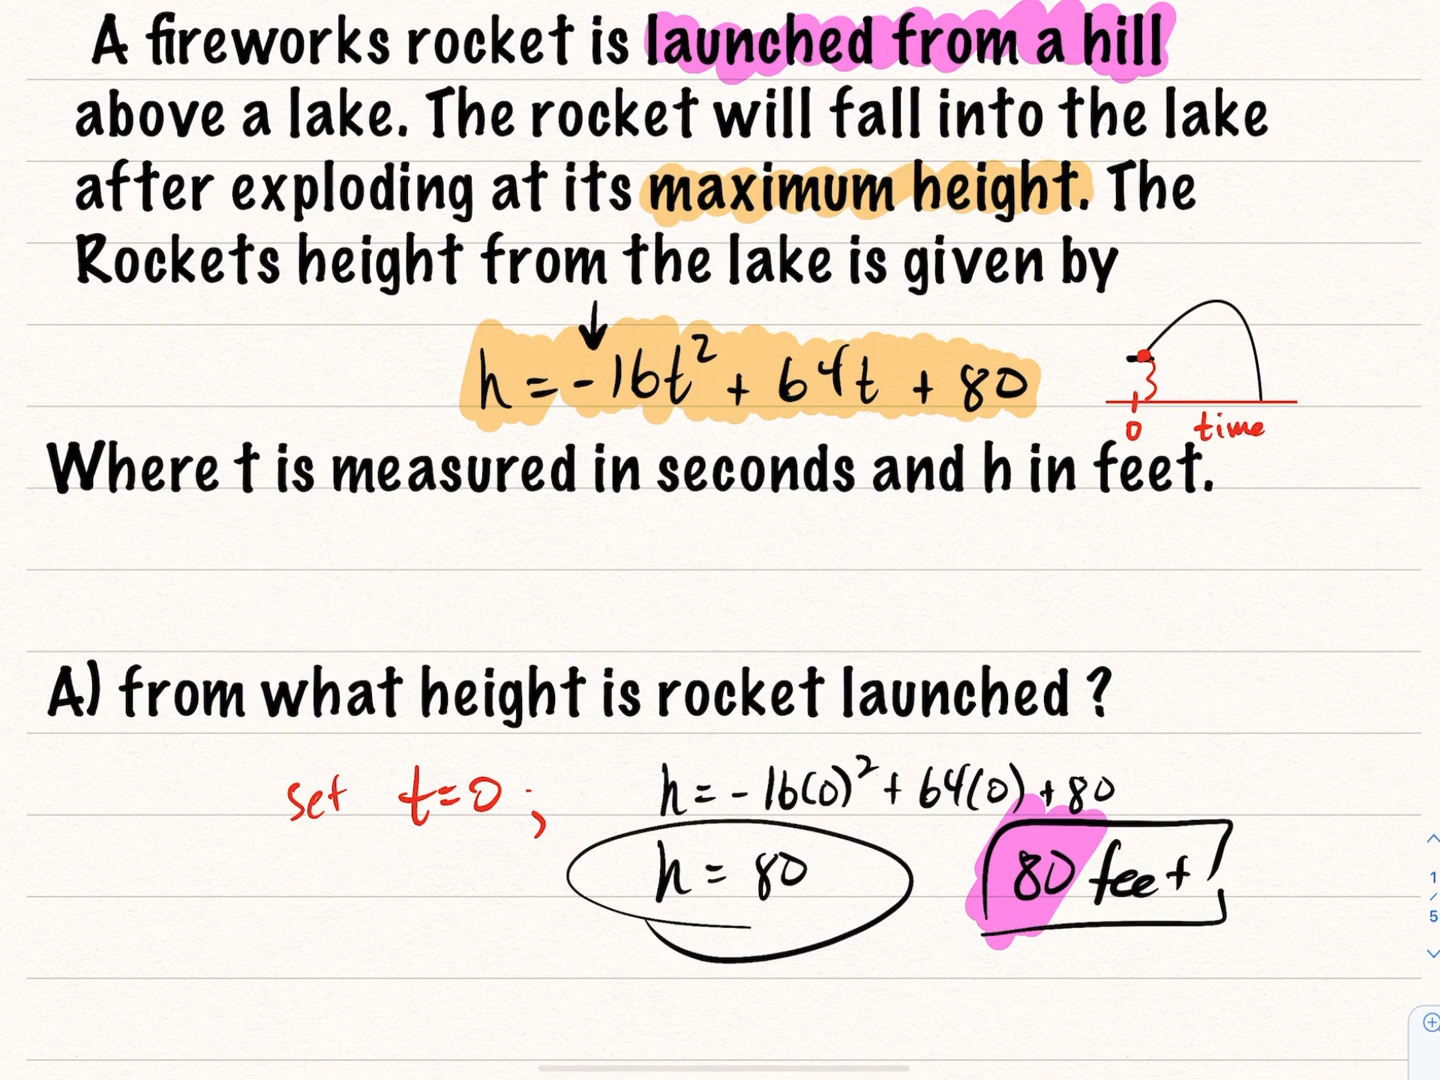 A fireworks rocket is launched from a hill
above a lake. The rocket will fall into the lake
after exploding at its maximum height. The
Rockets height from the lake is given by
h = -16t² + 64t + 80
0 time
Where t is measured in seconds and h in feet.
A) from what height is rocket launched ?
set t=0 ; h = -16(0)² + 64(0) + 80
h = 80 80 feet
1
/
5